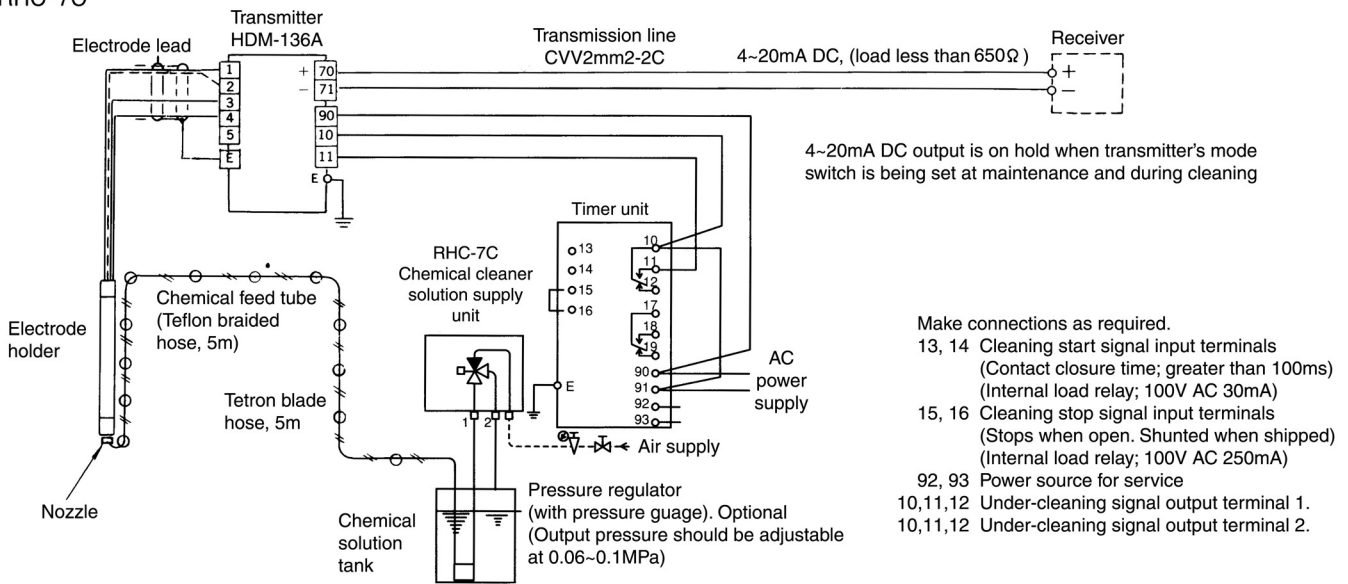 RHC-7C
Transmitter
HDM-136A
Electrode lead
Transmission line
CVV2mm2-2C
4~20mA DC, (load less than 650Ω )
Receiver
1
2
3
4
5
E
+ 70
− 71
90
10
11
E
+
−
4~20mA DC output is on hold when transmitter's mode
switch is being set at maintenance and during cleaning
Timer unit
13
14
15
16
E
10
11
12
17
18
19
90
91
92
93
AC
power
supply
RHC-7C
Chemical cleaner
solution supply
unit
1
2
Air supply
Chemical feed tube
(Teflon braided
hose, 5m)
Electrode
holder
Tetron blade
hose, 5m
Nozzle
Chemical
solution
tank
Pressure regulator
(with pressure guage). Optional
(Output pressure should be adjustable
at 0.06~0.1MPa)
Make connections as required.
13, 14 Cleaning start signal input terminals
(Contact closure time; greater than 100ms)
(Internal load relay; 100V AC 30mA)
15, 16 Cleaning stop signal input terminals
(Stops when open. Shunted when shipped)
(Internal load relay; 100V AC 250mA)
92, 93 Power source for service
10,11,12 Under-cleaning signal output terminal 1.
10,11,12 Under-cleaning signal output terminal 2.